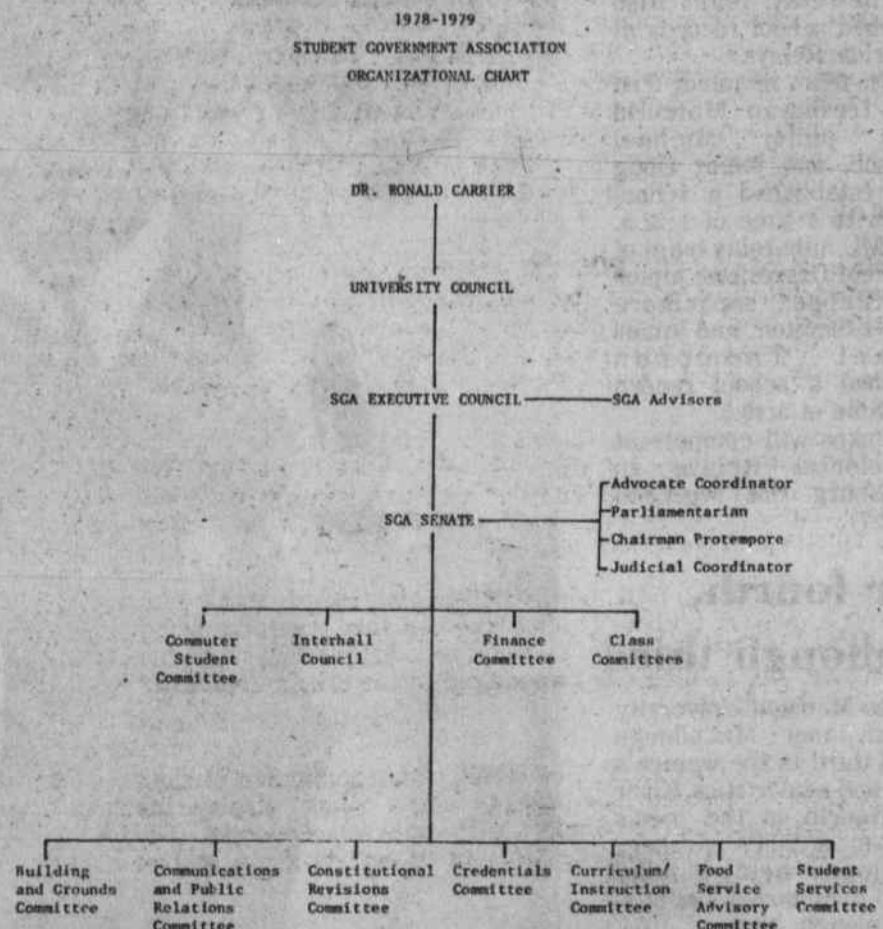 1978-1979
STUDENT GOVERNMENT ASSOCIATION
ORGANIZATIONAL CHART
DR. RONALD CARRIER
UNIVERSITY COUNCIL
SGA EXECUTIVE COUNCIL
SGA Advisors
SGA SENATE
Advocate Coordinator
Parliamentarian
Chairman Protempore
Judicial Coordinator
Commuter
Student
Committee
Interhall
Council
Finance
Committee
Class
Committees
Building
and Grounds
Committee
Communications
and Public
Relations
Committee
Constitutional
Revisions
Committee
Credentials
Committee
Curriculum/
Instruction
Committee
Food
Service
Advisory
Committee
Student
Services
Committee